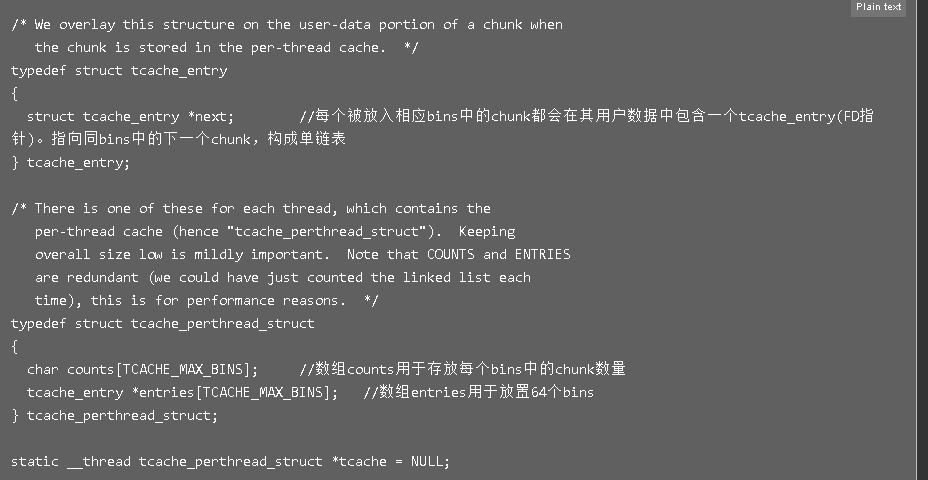 Plain text
/* We overlay this structure on the user-data portion of a chunk when
   the chunk is stored in the per-thread cache.  */
typedef struct tcache_entry
{
  struct tcache_entry *next;        //每个被放入相应bins中的chunk都会在其用户数据中包含一个tcache_entry(FD指
针)。指向同bins中的下一个chunk，构成单链表
} tcache_entry;

/* There is one of these for each thread, which contains the
   per-thread cache (hence "tcache_perthread_struct").  Keeping
   overall size low is mildly important.  Note that COUNTS and ENTRIES
   are redundant (we could have just counted the linked list each
   time), this is for performance reasons.  */
typedef struct tcache_perthread_struct
{
  char counts[TCACHE_MAX_BINS];     //数组counts用于存放每个bins中的chunk数量
  tcache_entry *entries[TCACHE_MAX_BINS];   //数组entries用于放置64个bins
} tcache_perthread_struct;

static __thread tcache_perthread_struct *tcache = NULL;